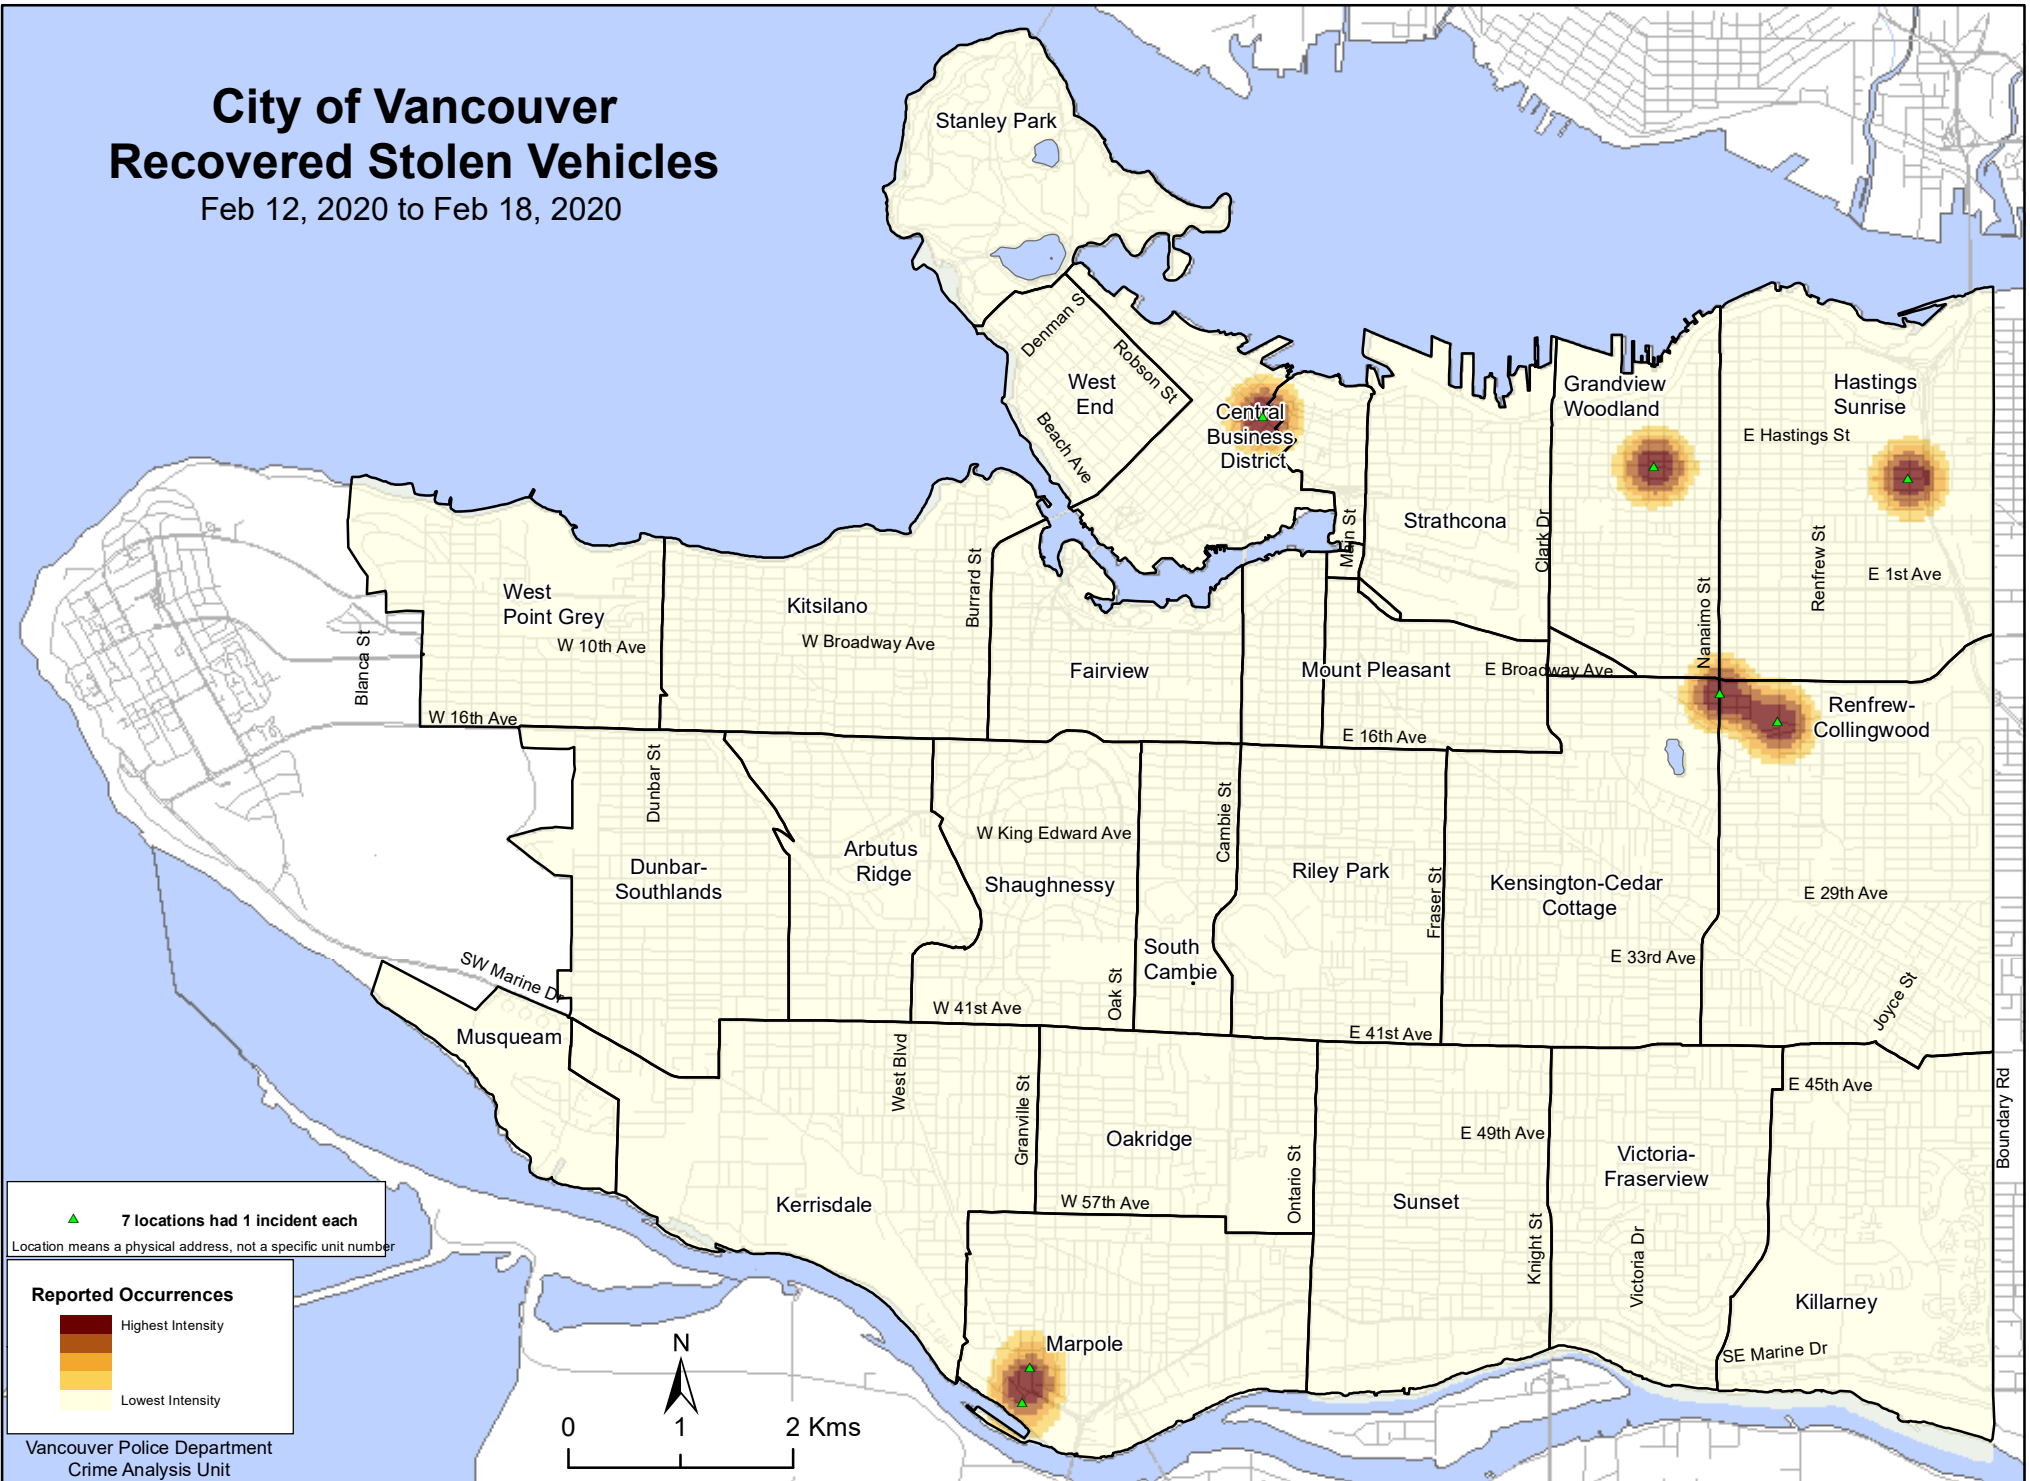 City of Vancouver
Recovered Stolen Vehicles
Feb 12, 2020 to Feb 18, 2020
Stanley Park
Denman S
Robson St
West
End
Beach Ave
Central
Business
District
Grandview
Woodland
Hastings
Sunrise
E Hastings St
Strathcona
Main St
Clark Dr
Renfrew St
E 1st Ave
Nanaimo St
West
Point Grey
W 10th Ave
Blanca St
W 16th Ave
Kitsilano
W Broadway Ave
Burrard St
Fairview
Mount Pleasant
E Broadway Ave
E 16th Ave
Renfrew-
Collingwood
Dunbar St
Dunbar-
Southlands
Arbutus
Ridge
W King Edward Ave
Shaughnessy
Cambie St
South
Cambie
Oak St
W 41st Ave
Riley Park
Fraser St
E 41st Ave
Kensington-Cedar
Cottage
E 33rd Ave
E 29th Ave
Joyce St
SW Marine Dr
Musqueam
West Blvd
Granville St
Kerrisdale
Oakridge
W 57th Ave
Ontario St
Sunset
E 49th Ave
Knight St
Victoria-
Fraserview
Victoria Dr
E 45th Ave
Boundary Rd
Killarney
SE Marine Dr
Marpole
7 locations had 1 incident each
Location means a physical address, not a specific unit number
Reported Occurrences
Highest Intensity
Lowest Intensity
Vancouver Police Department
Crime Analysis Unit
N
0 1 2 Kms